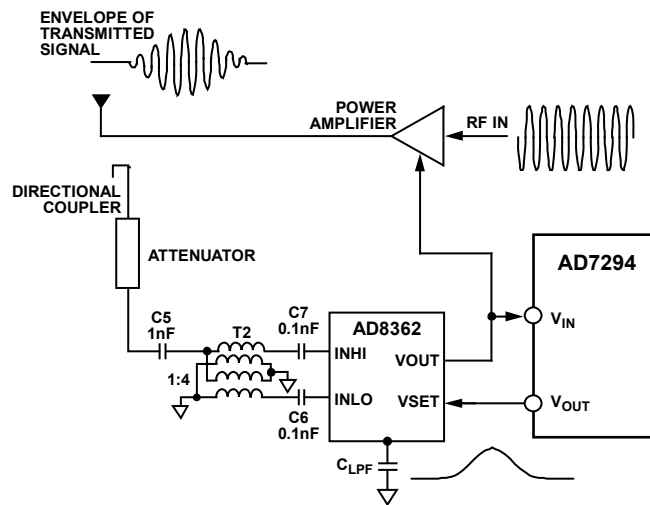 ENVELOPE OF
TRANSMITTED
SIGNAL
POWER
AMPLIFIER
RF IN
DIRECTIONAL
COUPLER
ATTENUATOR
AD7294
C5
1nF
T2
C7
0.1nF
AD8362
VIN
INHI
VOUT
1:4
INLO
VSET
VOUT
C6
0.1nF
CLPF